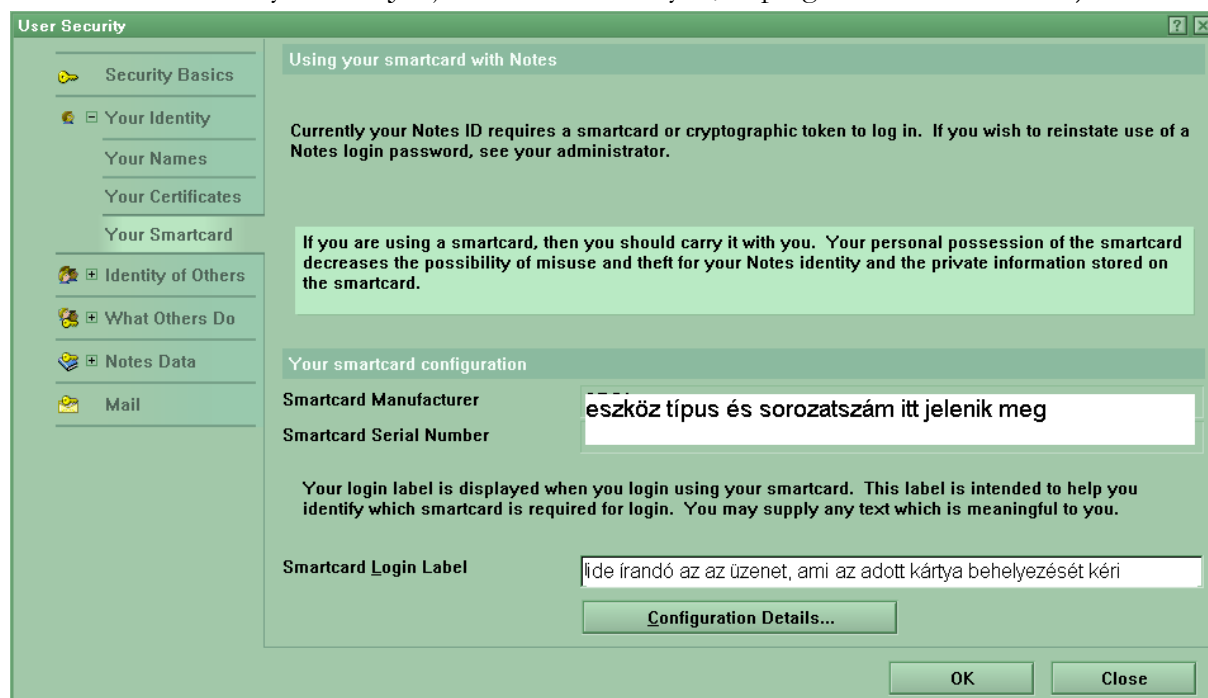 User Security
Security Basics
Your Identity
Your Names
Your Certificates
Your Smartcard
Identity of Others
What Others Do
Notes Data
Mail
Using your smartcard with Notes
Currently your Notes ID requires a smartcard or cryptographic token to log in. If you wish to reinstate use of a
Notes login password, see your administrator.
If you are using a smartcard, then you should carry it with you. Your personal possession of the smartcard
decreases the possibility of misuse and theft for your Notes identity and the private information stored on
the smartcard.
Your smartcard configuration
Smartcard Manufacturer
eszköz típus és sorozatszám itt jelenik meg
Smartcard Serial Number
Your login label is displayed when you login using your smartcard. This label is intended to help you
identify which smartcard is required for login. You may supply any text which is meaningful to you.
Smartcard Login Label
ide írandó az az üzenet, ami az adott kártya behelyezését kéri
Configuration Details...
OK
Close